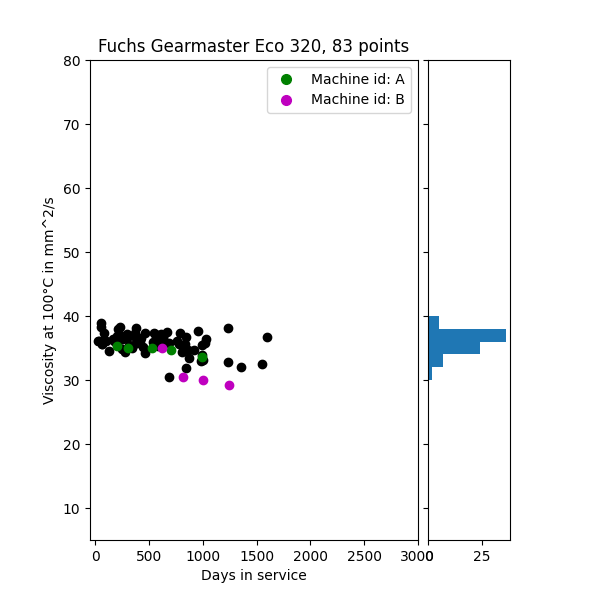 Fuchs Gearmaster Eco 320, 83 points
Machine id: A
Machine id: B
80
70
60
50
40
30
20
10
Viscosity at 100°C in mm^2/s
0 500 1000 1500 2000 2500 3000
0 25
Days in service